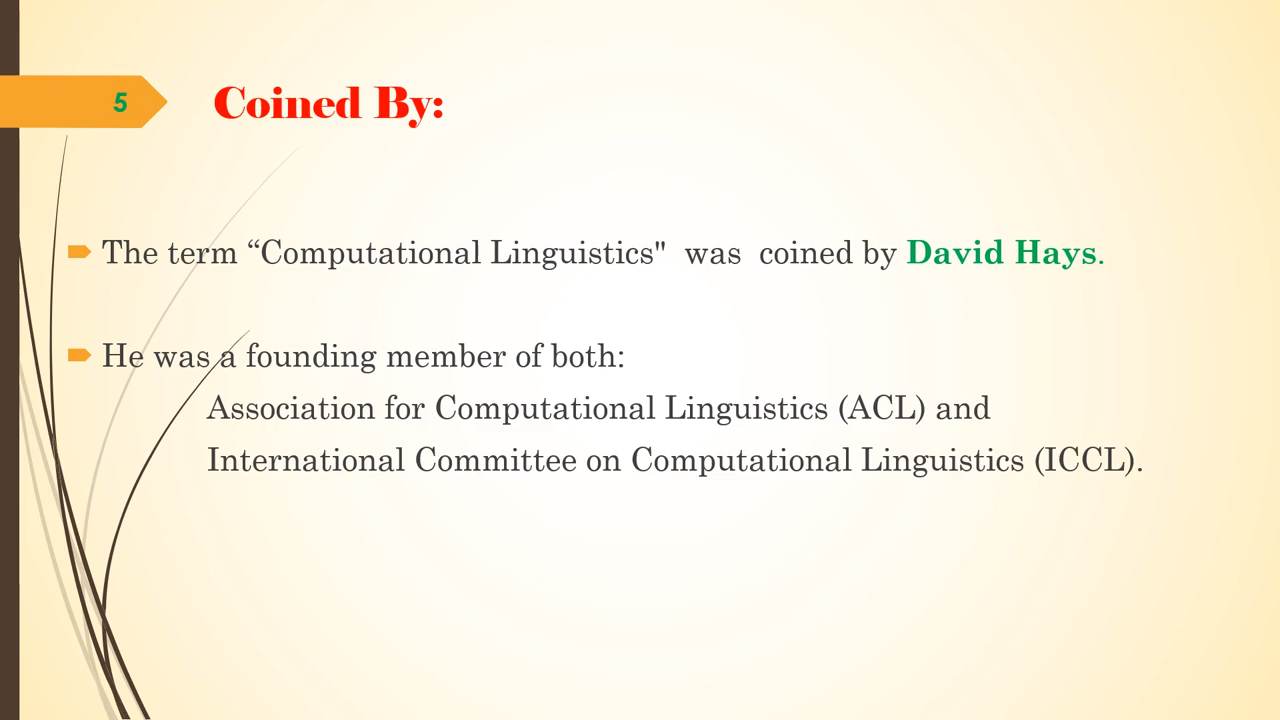 5
Coined By:
The term “Computational Linguistics" was coined by David Hays.
He was a founding member of both:
Association for Computational Linguistics (ACL) and
International Committee on Computational Linguistics (ICCL).